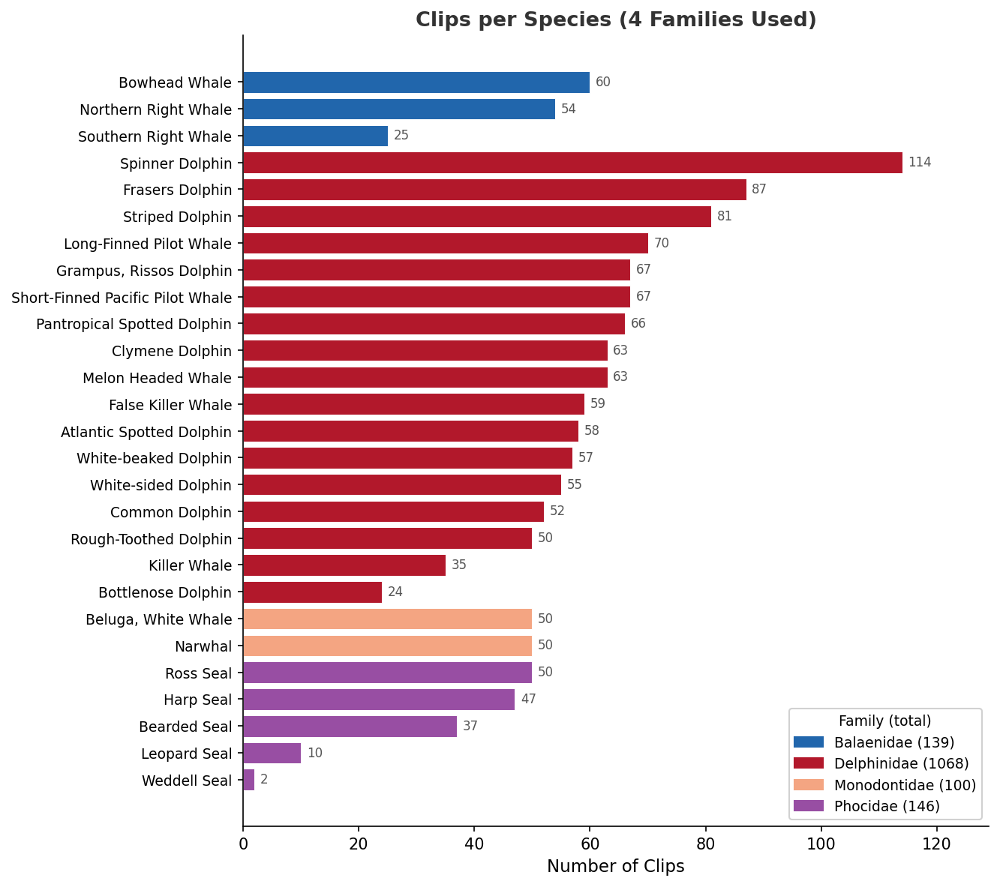 Clips per Species (4 Families Used)
Bowhead Whale 60
Northern Right Whale 54
Southern Right Whale 25
Spinner Dolphin 114
Frasers Dolphin 87
Striped Dolphin 81
Long-Finned Pilot Whale 70
Grampus, Rissos Dolphin 67
Short-Finned Pacific Pilot Whale 67
Pantropical Spotted Dolphin 66
Clymene Dolphin 63
Melon Headed Whale 63
False Killer Whale 59
Atlantic Spotted Dolphin 58
White-beaked Dolphin 57
White-sided Dolphin 55
Common Dolphin 52
Rough-Toothed Dolphin 50
Killer Whale 35
Bottlenose Dolphin 24
Beluga, White Whale 50
Narwhal 50
Ross Seal 50
Harp Seal 47
Bearded Seal 37
Leopard Seal 10
Weddell Seal 2
Family (total)
Balaenidae (139)
Delphinidae (1068)
Monodontidae (100)
Phocidae (146)
0 20 40 60 80 100 120
Number of Clips